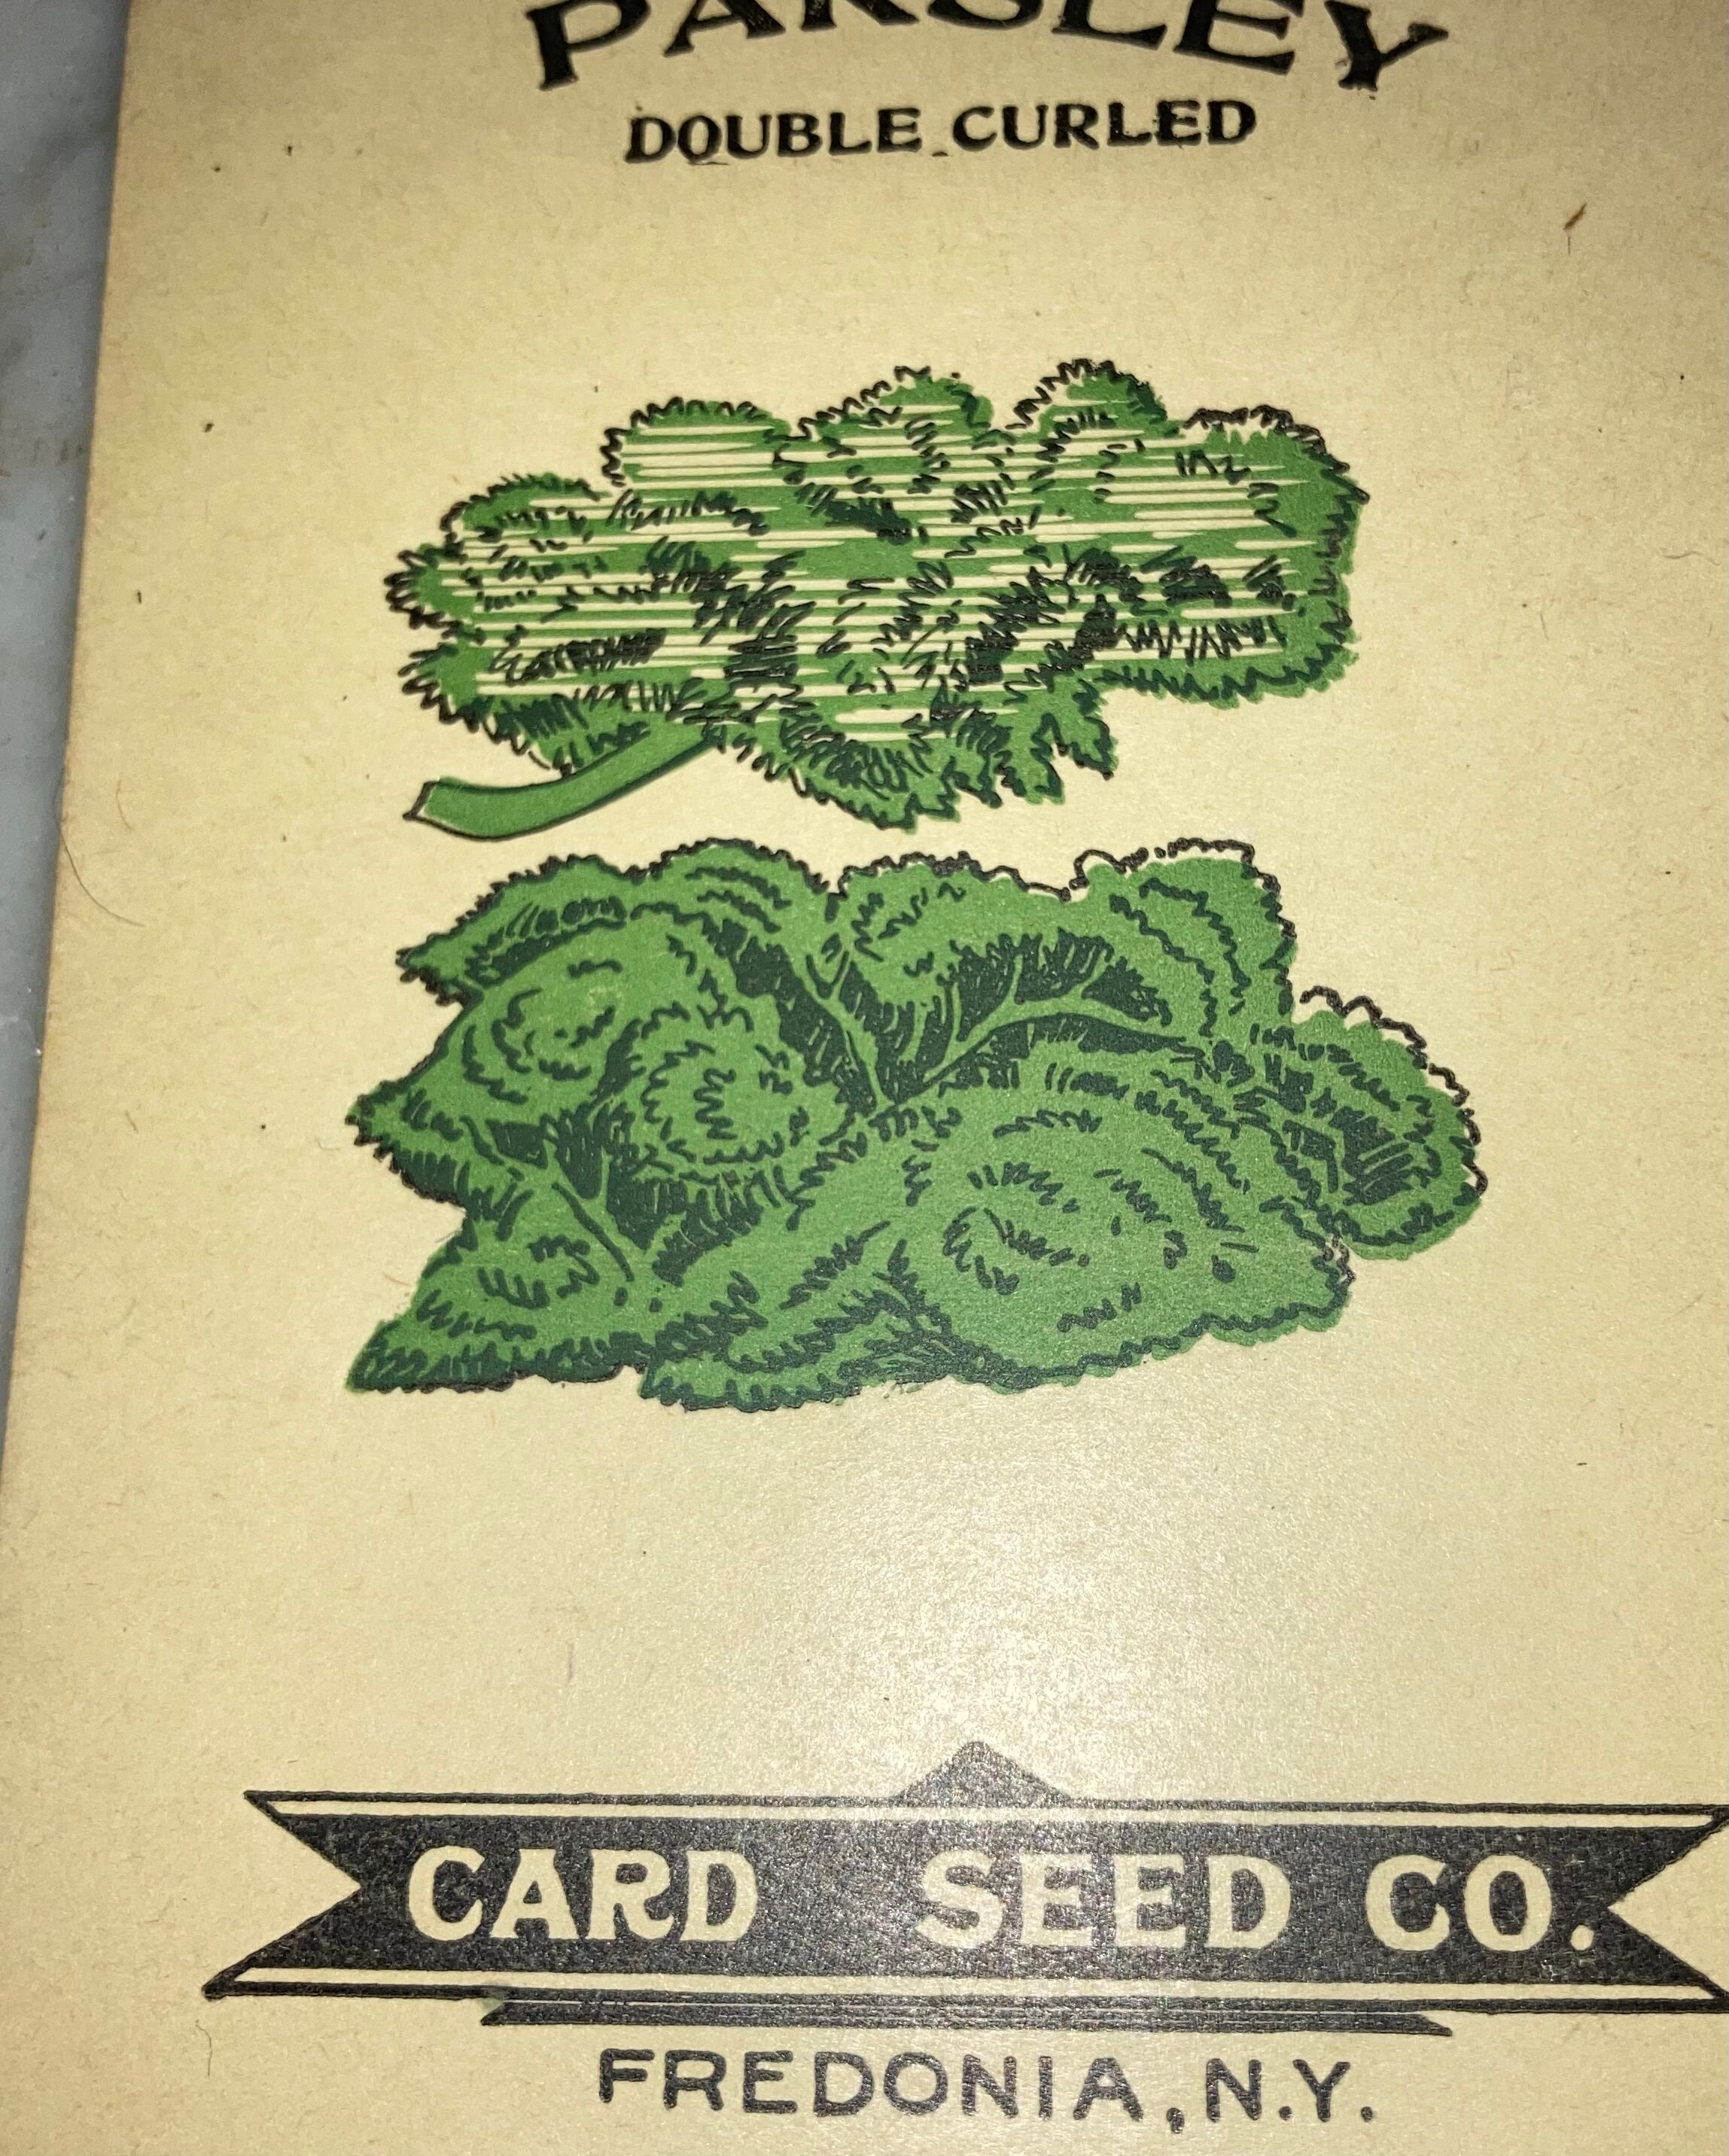 PARSLEY
DOUBLE CURLED
CARD SEED CO.
FREDONIA, N.Y.